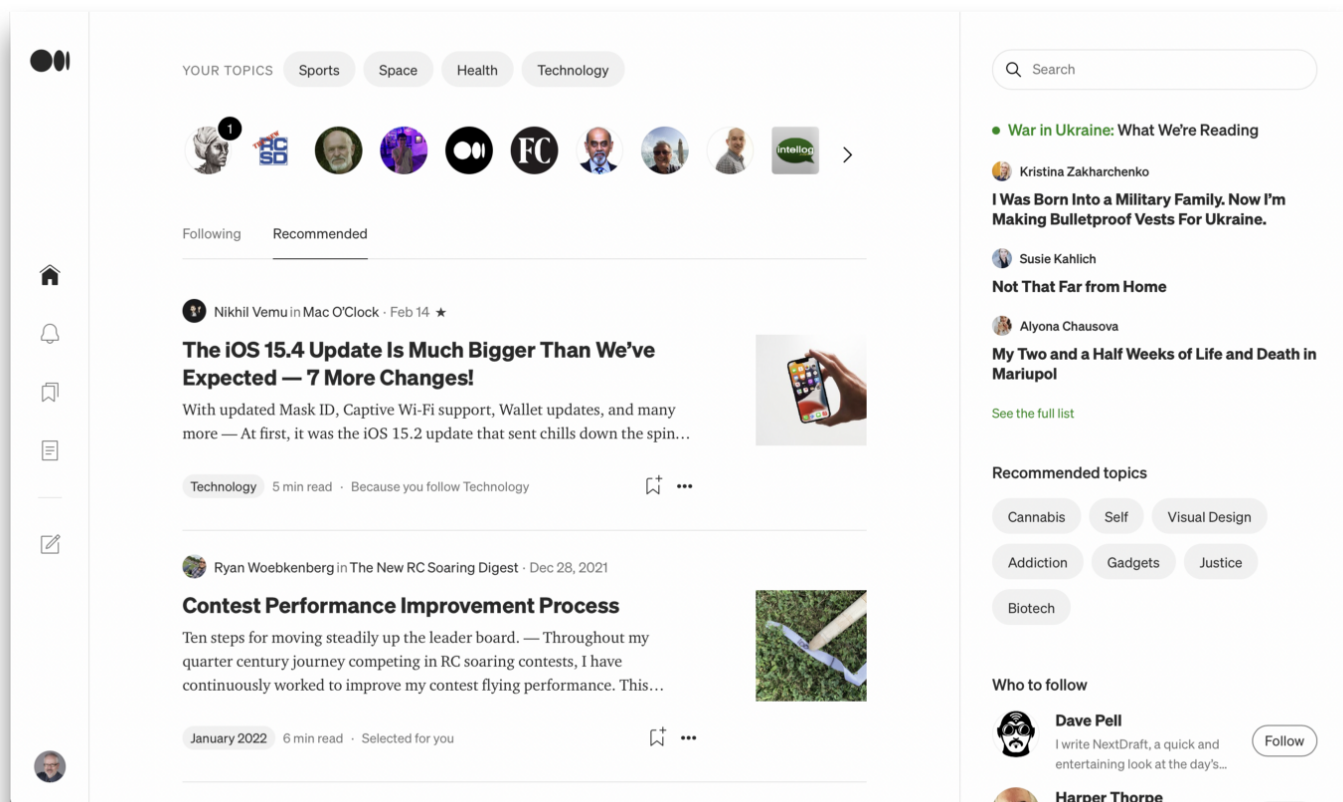 YOUR TOPICS Sports Space Health Technology
1
RC
SD
FC
intellog
Following Recommended
Nikhil Vemu in Mac O'Clock · Feb 14 ★
The iOS 15.4 Update Is Much Bigger Than We've
Expected — 7 More Changes!
With updated Mask ID, Captive Wi-Fi support, Wallet updates, and many
more — At first, it was the iOS 15.2 update that sent chills down the spin…
Technology 5 min read · Because you follow Technology
Ryan Woebkenberg in The New RC Soaring Digest · Dec 28, 2021
Contest Performance Improvement Process
Ten steps for moving steadily up the leader board. — Throughout my
quarter century journey competing in RC soaring contests, I have
continuously worked to improve my contest flying performance. This…
January 2022 6 min read · Selected for you
Search
War in Ukraine: What We're Reading
Kristina Zakharchenko
I Was Born Into a Military Family. Now I'm
Making Bulletproof Vests For Ukraine.
Susie Kahlich
Not That Far from Home
Alyona Chausova
My Two and a Half Weeks of Life and Death in
Mariupol
See the full list
Recommended topics
Cannabis Self Visual Design
Addiction Gadgets Justice
Biotech
Who to follow
Dave Pell
I write NextDraft, a quick and
entertaining look at the day's…
Follow
Harper Thorpe